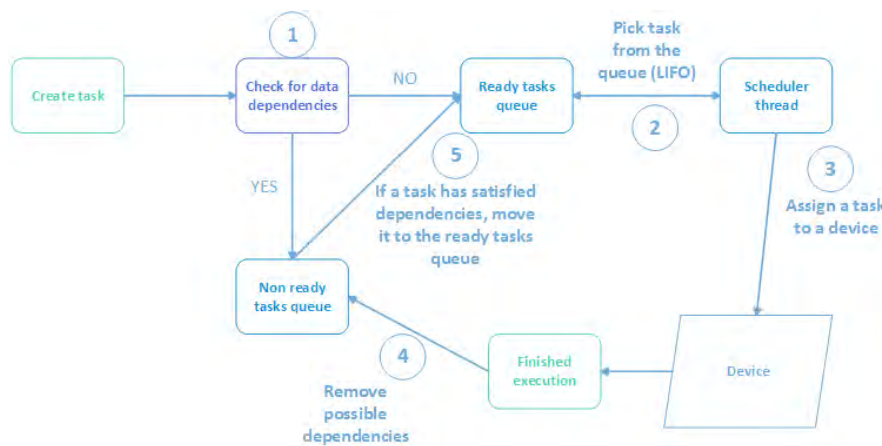 1
Create task
Check for data
dependencies
NO
Ready tasks
queue
Pick task
from the
queue (LIFO)
2
Scheduler
thread
YES
5
If a task has satisfied
dependencies, move
it to the ready tasks
queue
3
Assign a task
to a device
Non ready
tasks queue
4
Remove
possible
dependencies
Finished
execution
Device